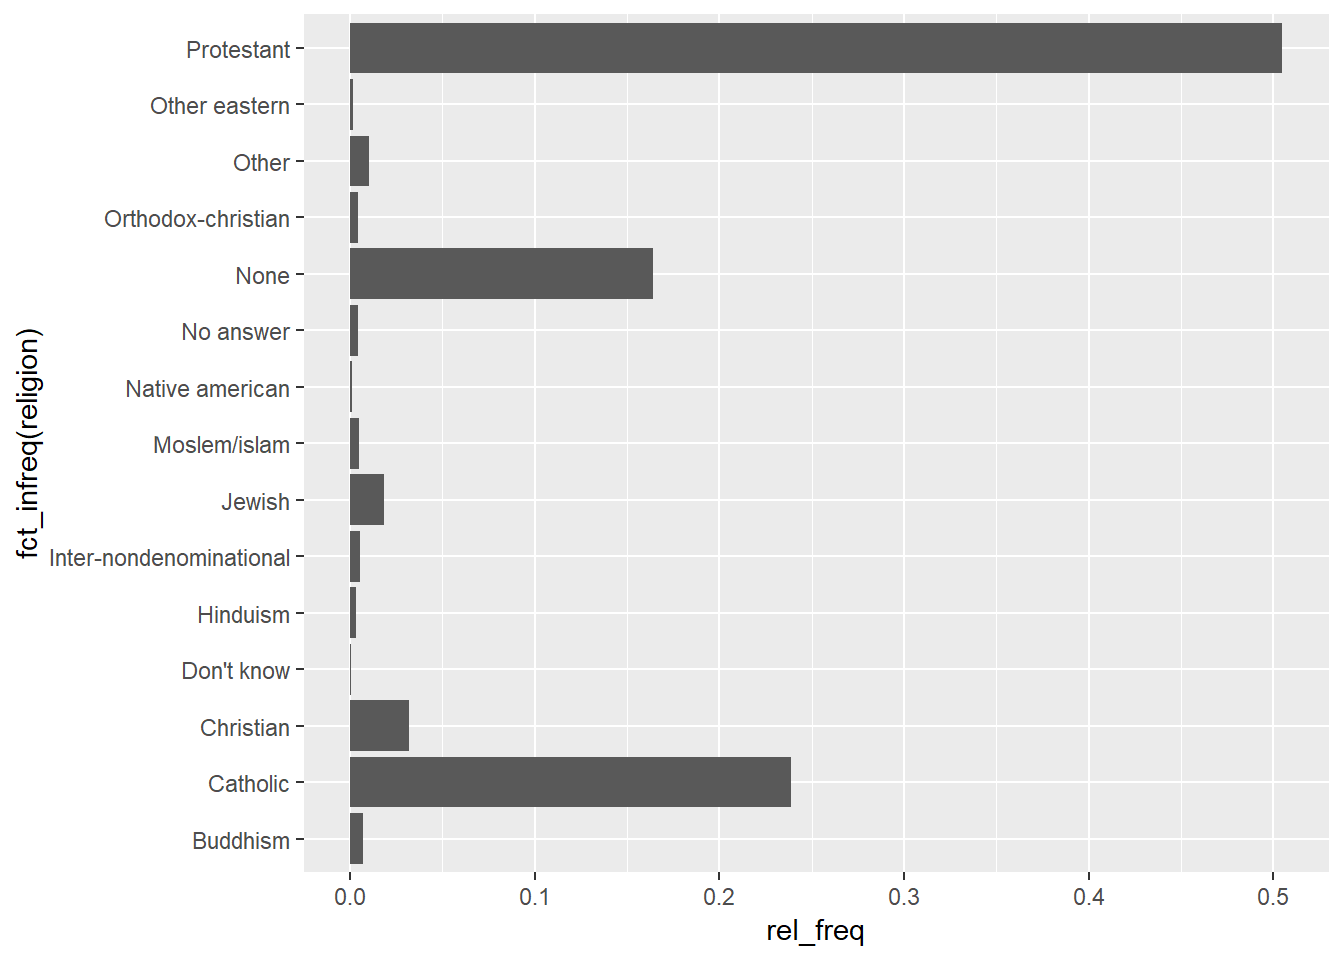 Protestant
Other eastern
Other
Orthodox-christian
None
No answer
Native american
Moslem/islam
Jewish
Inter-nondenominational
Hinduism
Don't know
Christian
Catholic
Buddhism
fct_infreq(religion)
0.0 0.1 0.2 0.3 0.4 0.5
rel_freq